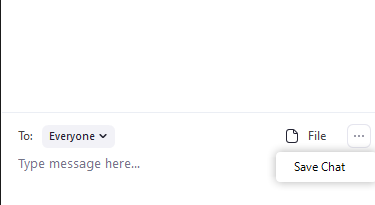 To: Everyone File ...
Save Chat
Type message here...